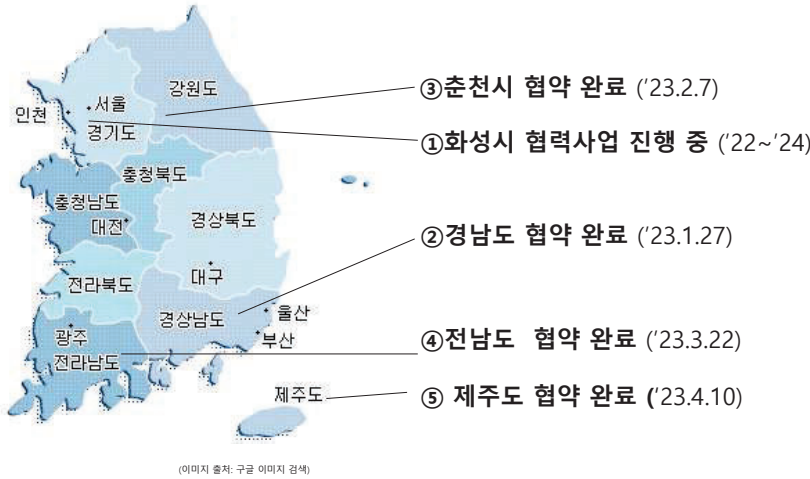 강원도
③춘천시 협약 완료 ('23.2.7)
서울
인천
경기도
①화성시 협력사업 진행 중 ('22~'24)
충청북도
충청남도
대전
경상북도
②경남도 협약 완료 ('23.1.27)
대구
전라북도
경상남도
울산
부산
광주
전라남도
④전남도 협약 완료 ('23.3.22)
제주도
⑤ 제주도 협약 완료 ('23.4.10)
(이미지 출처: 구글 이미지 검색)